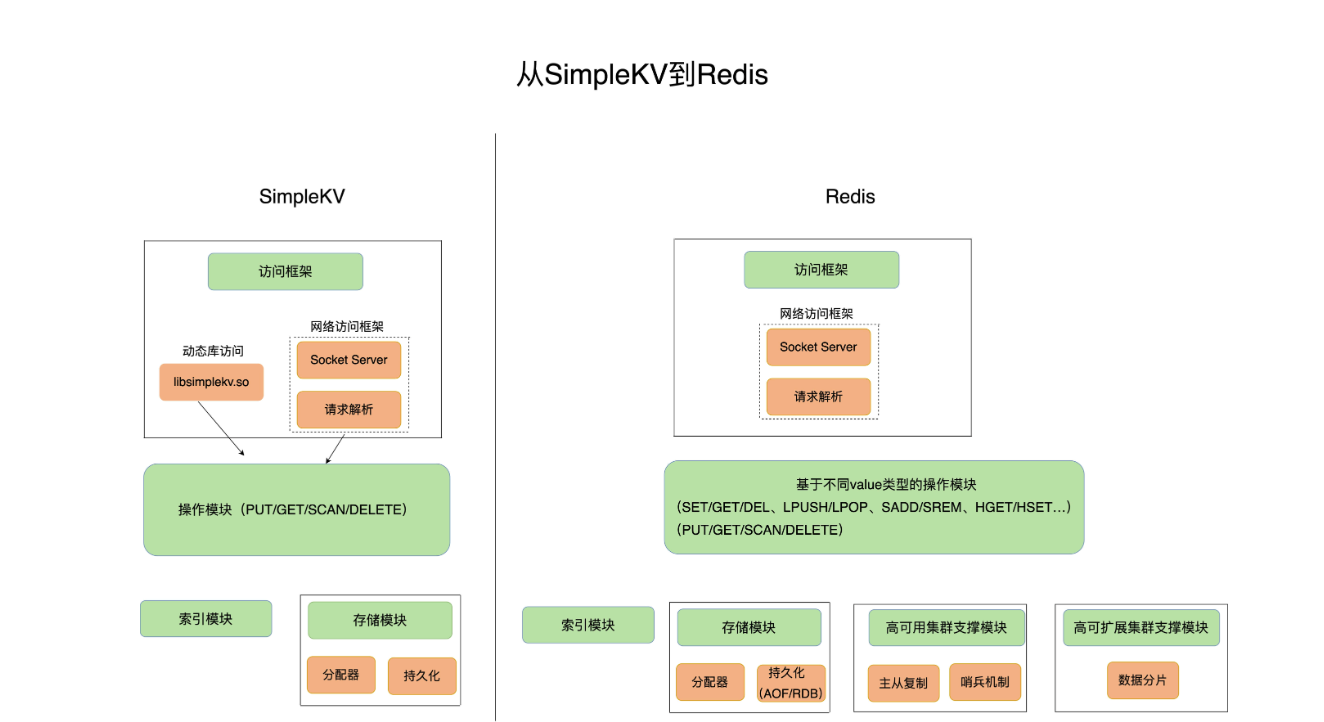 从SimpleKV到Redis
SimpleKV
访问框架
网络访问框架
动态库访问
Socket Server
libsimplekv.so
请求解析
操作模块（PUT/GET/SCAN/DELETE）
索引模块
存储模块
分配器
持久化
Redis
访问框架
网络访问框架
Socket Server
请求解析
基于不同value类型的操作模块
（SET/GET/DEL、LPUSH/LPOP、SADD/SREM、HGET/HSET...）
（PUT/GET/SCAN/DELETE）
索引模块
存储模块
分配器
持久化
（AOF/RDB）
高可用集群支撑模块
主从复制
哨兵机制
高可扩展集群支撑模块
数据分片